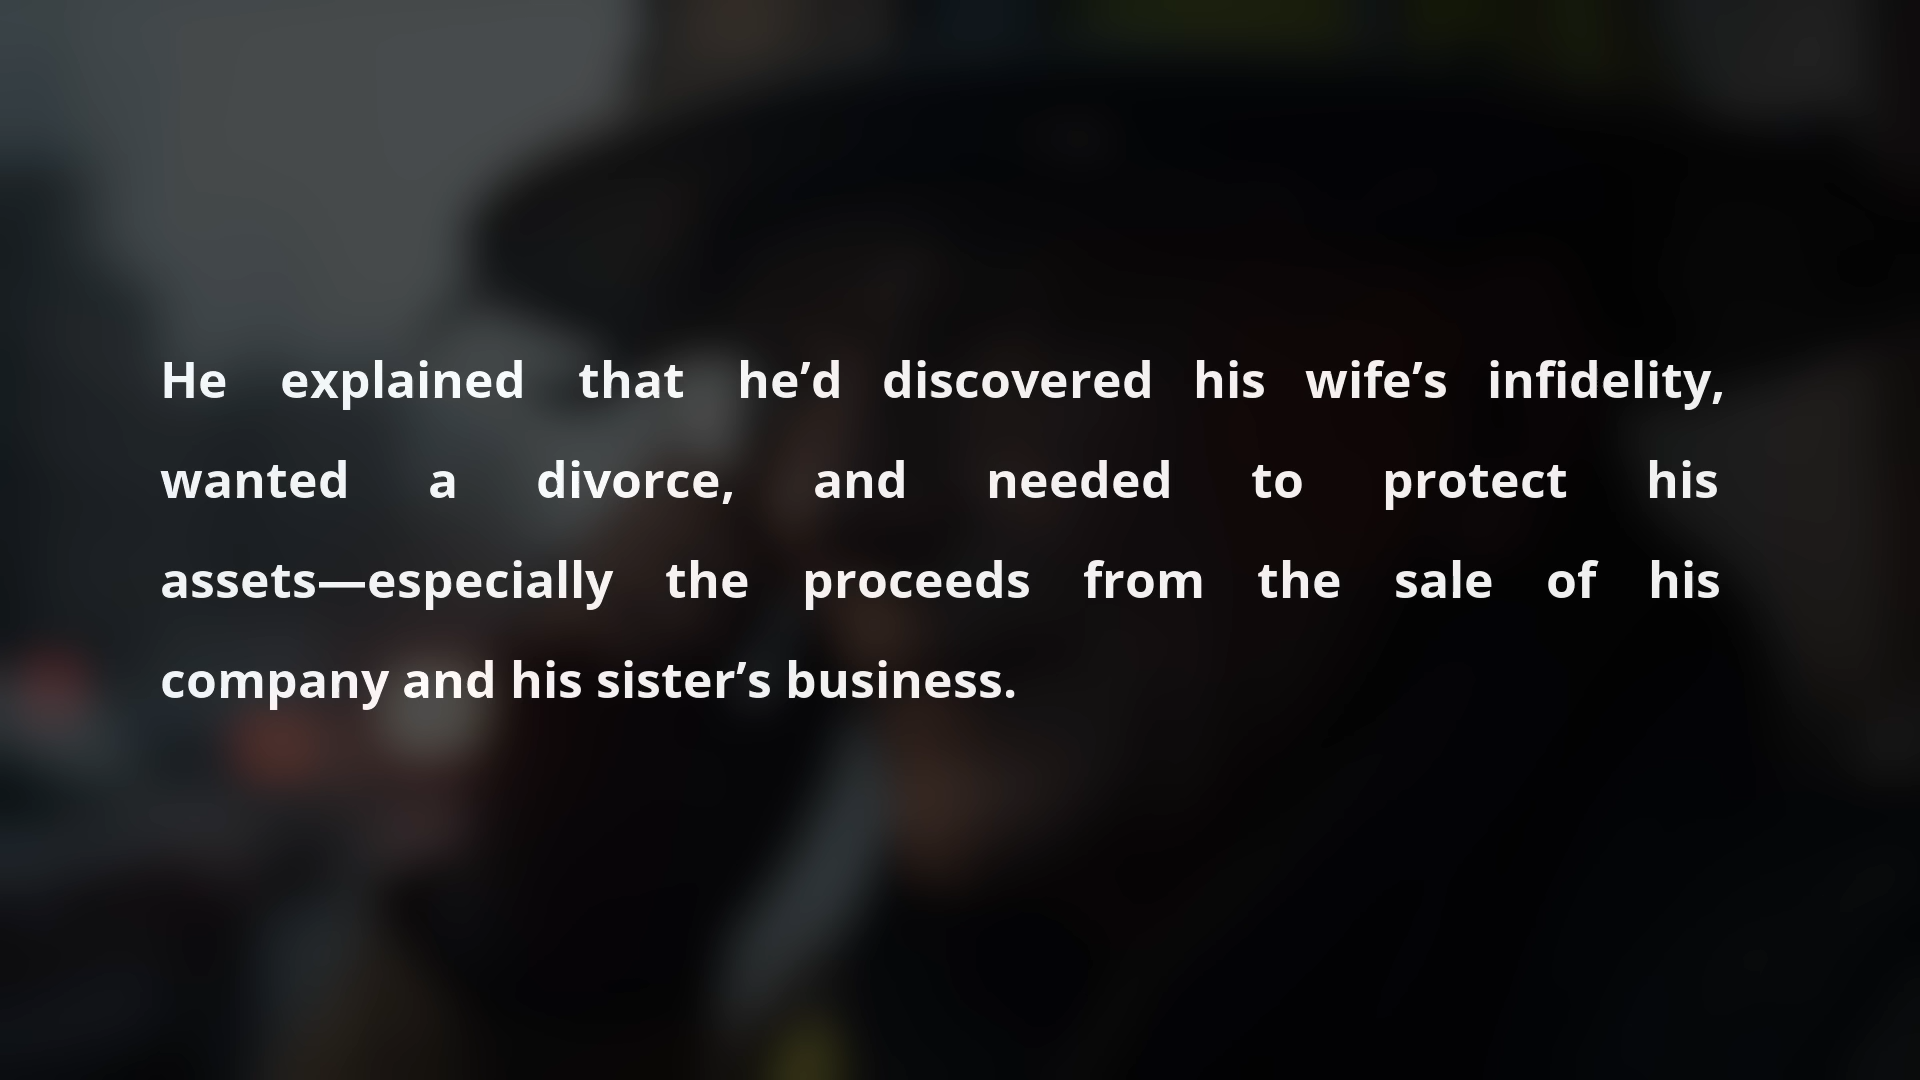 He explained that he’d discovered his wife’s infidelity,
wanted a divorce, and needed to protect his
assets—especially the proceeds from the sale of his
company and his sister’s business.